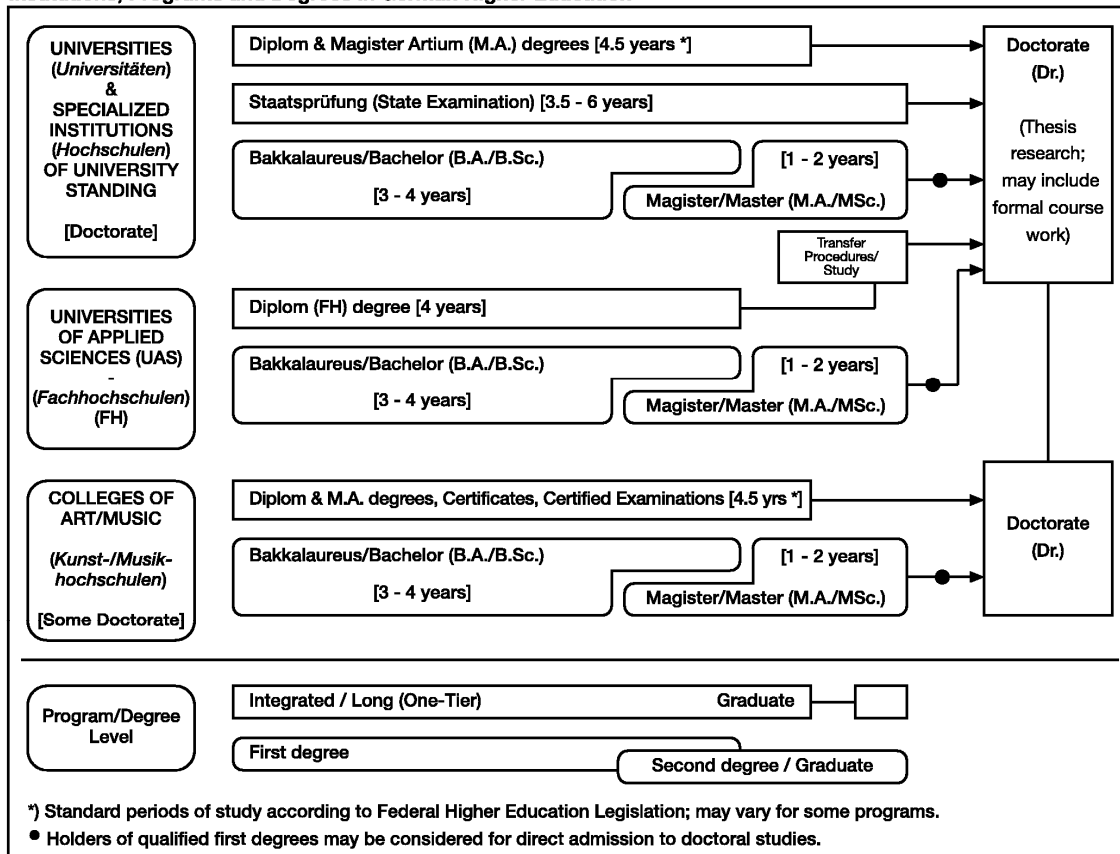 UNIVERSITIES
(Universitäten)
&
SPECIALIZED
INSTITUTIONS
(Hochschulen)
OF UNIVERSITY
STANDING
[Doctorate]
Diplom & Magister Artium (M.A.) degrees [4.5 years *]
Staatsprüfung (State Examination) [3.5 - 6 years]
Bakkalaureus/Bachelor (B.A./B.Sc.)
[3 - 4 years]
[1 - 2 years]
Magister/Master (M.A./MSc.)
Doctorate
(Dr.)
(Thesis
research;
may include
formal course
work)
Transfer
Procedures/
Study
UNIVERSITIES
OF APPLIED
SCIENCES (UAS)
-
(Fachhochschulen)
(FH)
Diplom (FH) degree [4 years]
Bakkalaureus/Bachelor (B.A./B.Sc.)
[3 - 4 years]
[1 - 2 years]
Magister/Master (M.A./MSc.)
COLLEGES OF
ART/MUSIC
(Kunst-/Musik-
hochschulen)
[Some Doctorate]
Diplom & M.A. degrees, Certificates, Certified Examinations [4.5 yrs *]
Bakkalaureus/Bachelor (B.A./B.Sc.)
[3 - 4 years]
[1 - 2 years]
Magister/Master (M.A./MSc.)
Doctorate
(Dr.)
Program/Degree
Level
Integrated / Long (One-Tier) Graduate
First degree
Second degree / Graduate
*) Standard periods of study according to Federal Higher Education Legislation; may vary for some programs.
● Holders of qualified first degrees may be considered for direct admission to doctoral studies.